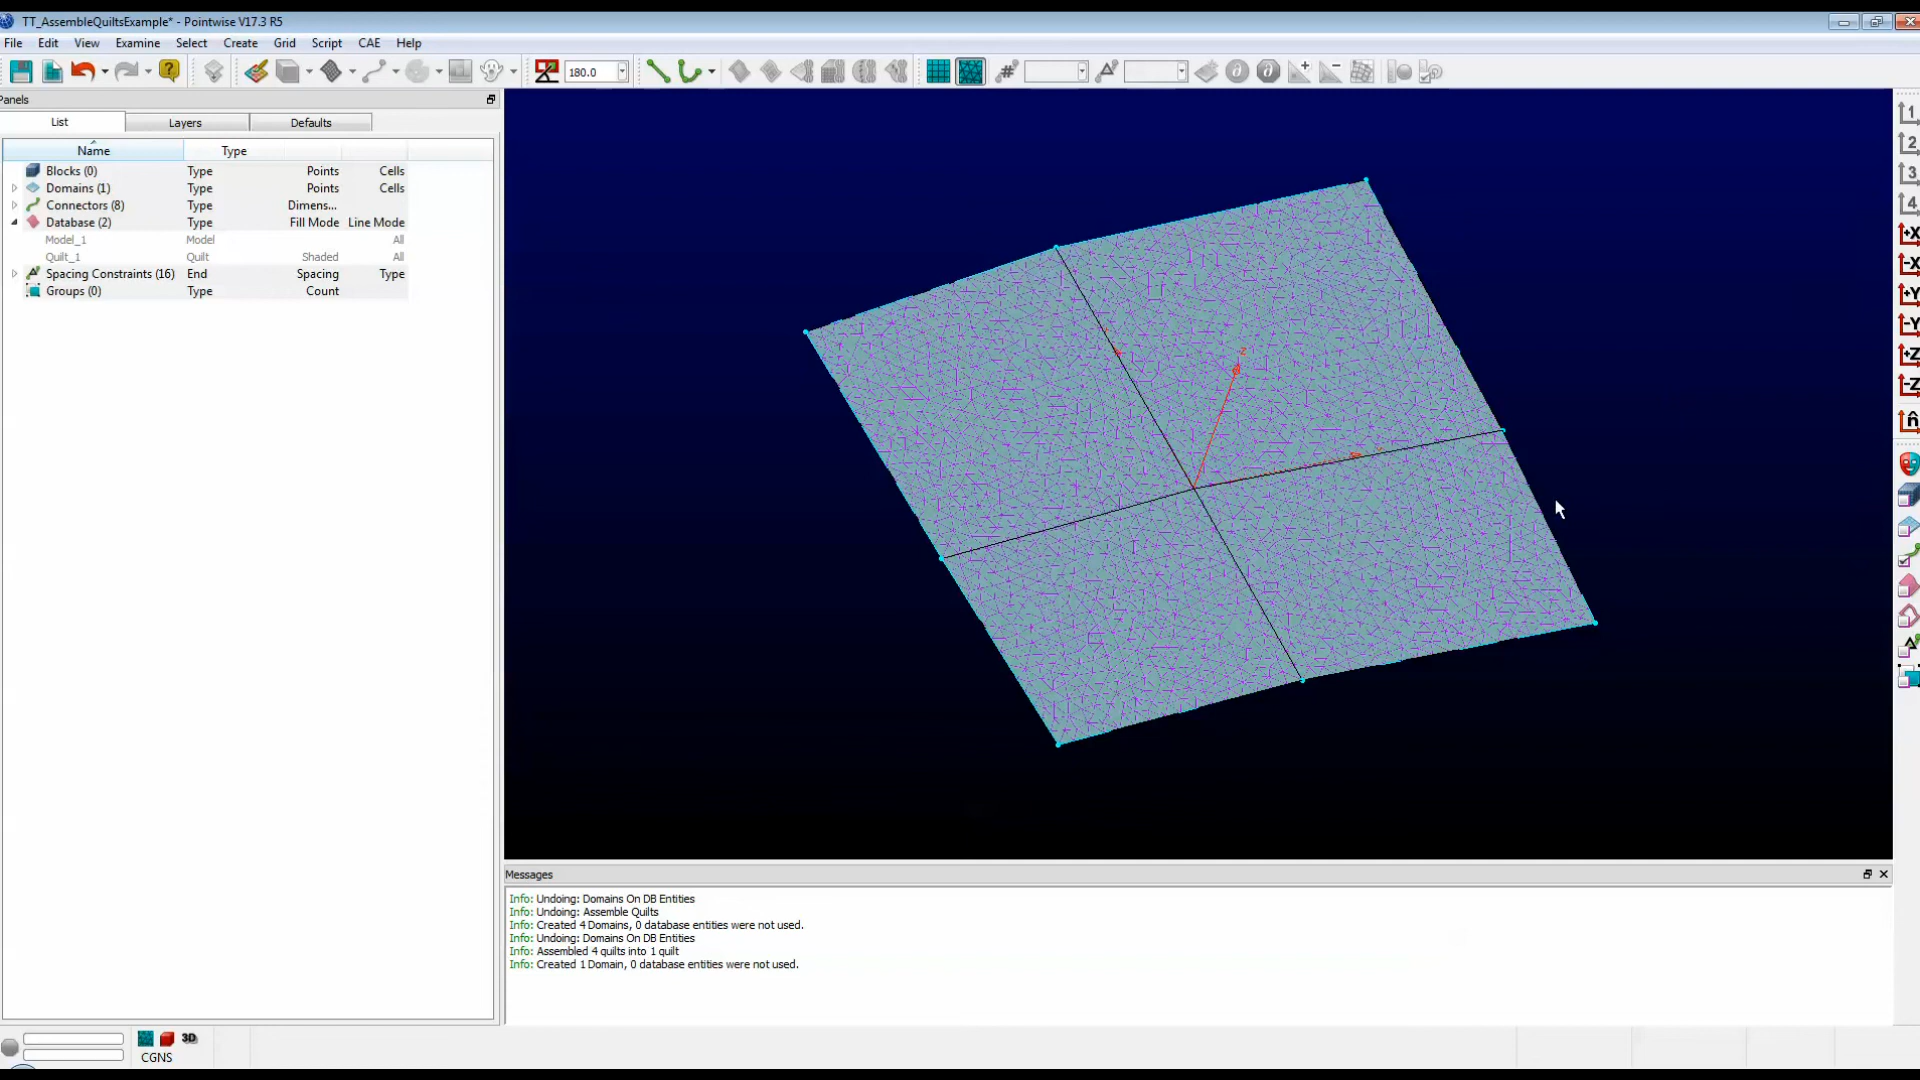 TT_AssembleQuiltsExample* - Pointwise V17.3 R5
File Edit View Examine Select Create Grid Script CAE Help
180.0
Panels
List Layers Defaults
Name Type
Blocks (0) Type Points Cells
Domains (1) Type Points Cells
Connectors (8) Type Dimens...
Database (2) Type Fill Mode Line Mode
Model_1 Model All
Quilt_1 Quilt Shaded All
Spacing Constraints (16) End Spacing Type
Groups (0) Type Count
Z
1
2
3
4
+X
-X
+Y
-Y
+Z
-Z
n̂
Messages
Info: Undoing: Domains On DB Entities
Info: Undoing: Assemble Quilts
Info: Created 4 Domains, 0 database entities were not used.
Info: Undoing: Domains On DB Entities
Info: Assembled 4 quilts into 1 quilt
Info: Created 1 Domain, 0 database entities were not used.
3D
CGNS